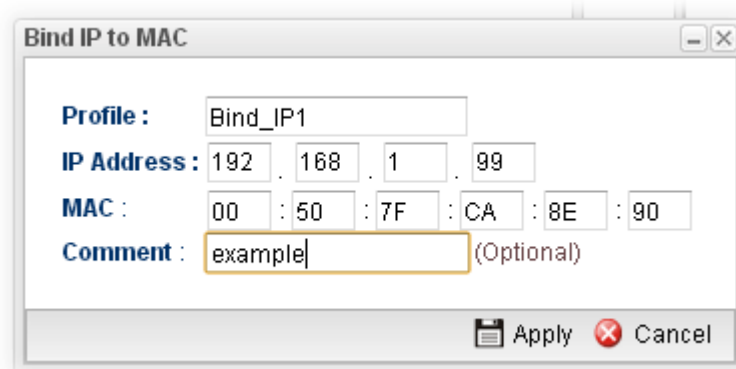 Bind IP to MAC
Profile : Bind_IP1
IP Address : 192 . 168 . 1 . 99
MAC : 00 : 50 : 7F : CA : 8E : 90
Comment : example (Optional)
Apply Cancel